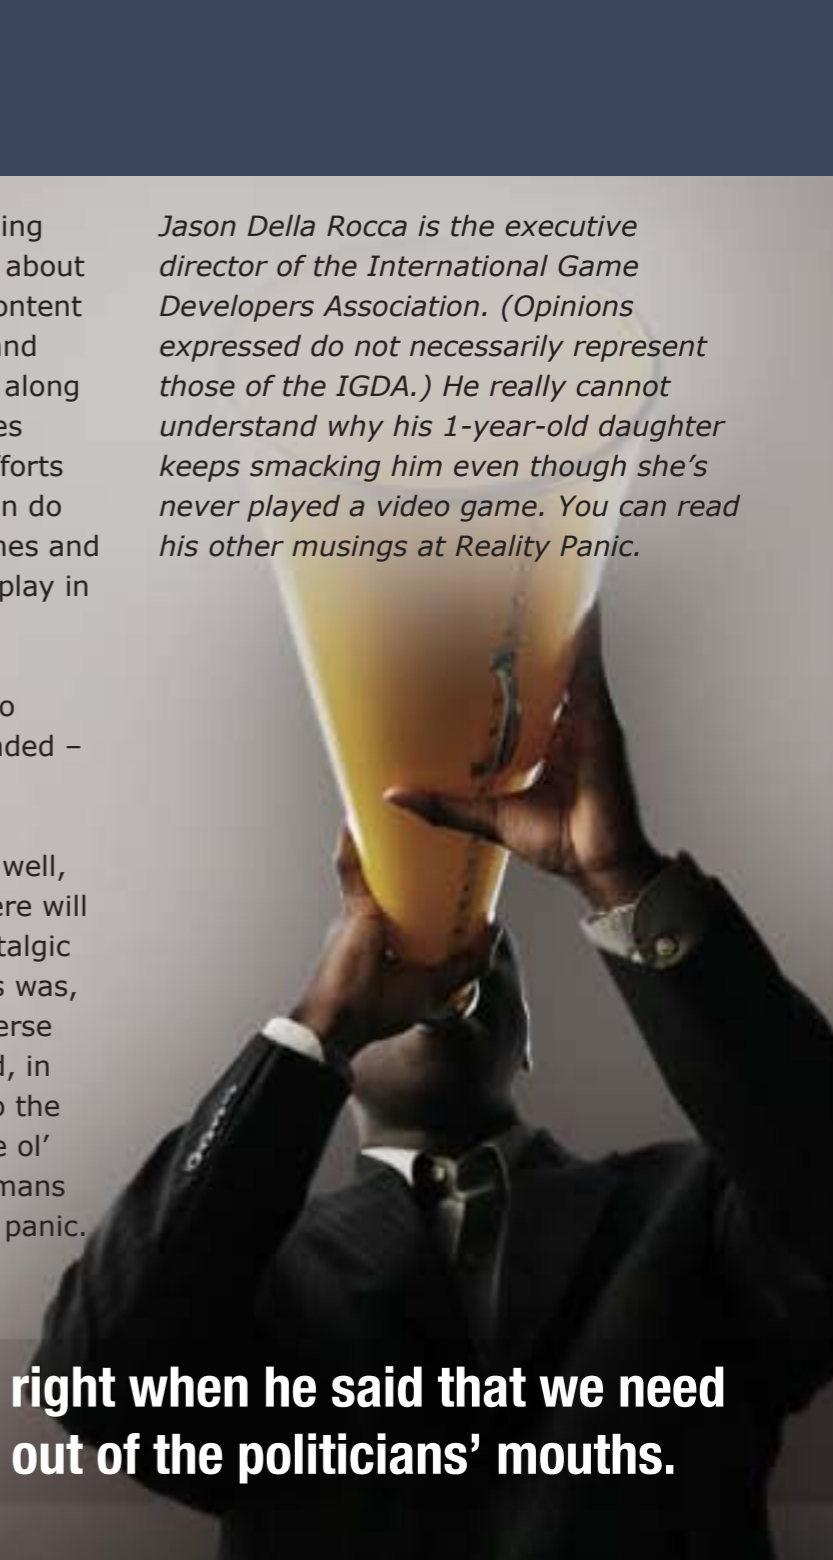 ing
about
ontent
and
along
es
forts
n do
nes and
play in
o
nded –
well,
ere will
talgic
s was,
erse
d, in
o the
e ol’
mans
panic.
Jason Della Rocca is the executive
director of the International Game
Developers Association. (Opinions
expressed do not necessarily represent
those of the IGDA.) He really cannot
understand why his 1-year-old daughter
keeps smacking him even though she’s
never played a video game. You can read
his other musings at Reality Panic.
right when he said that we need
out of the politicians’ mouths.